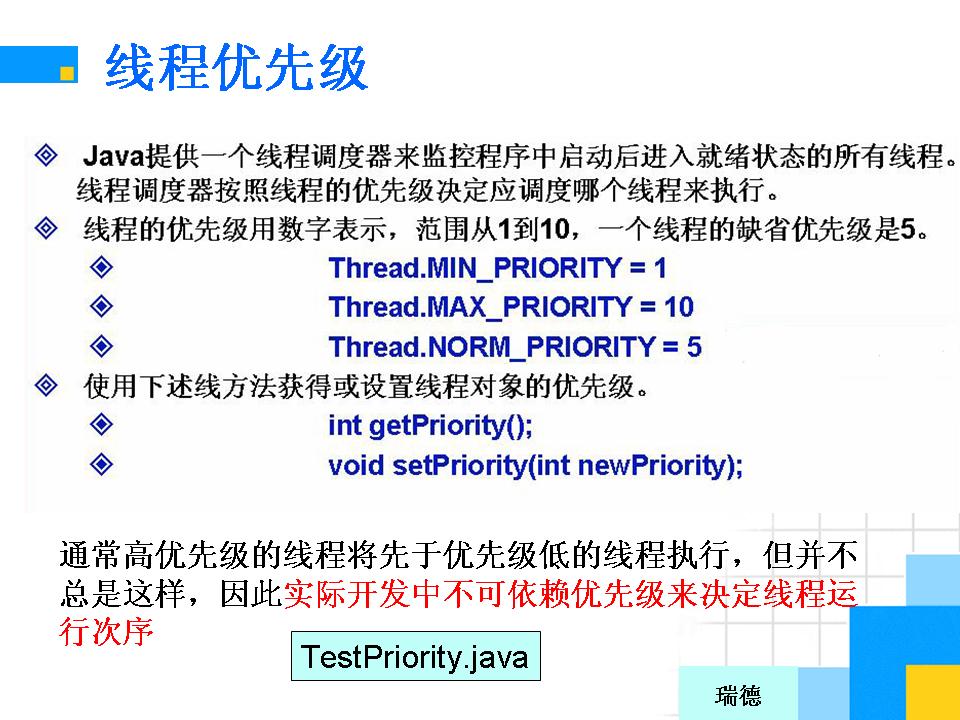 线程优先级
Java提供一个线程调度器来监控程序中启动后进入就绪状态的所有线程。
线程调度器按照线程的优先级决定应调度哪个线程来执行。
线程的优先级用数字表示，范围从1到10，一个线程的缺省优先级是5。
Thread.MIN_PRIORITY = 1
Thread.MAX_PRIORITY = 10
Thread.NORM_PRIORITY = 5
使用下述线方法获得或设置线程对象的优先级。
int getPriority();
void setPriority(int newPriority);
通常高优先级的线程将先于优先级低的线程执行，但并不
总是这样，因此实际开发中不可依赖优先级来决定线程运
行次序
TestPriority.java
瑞德